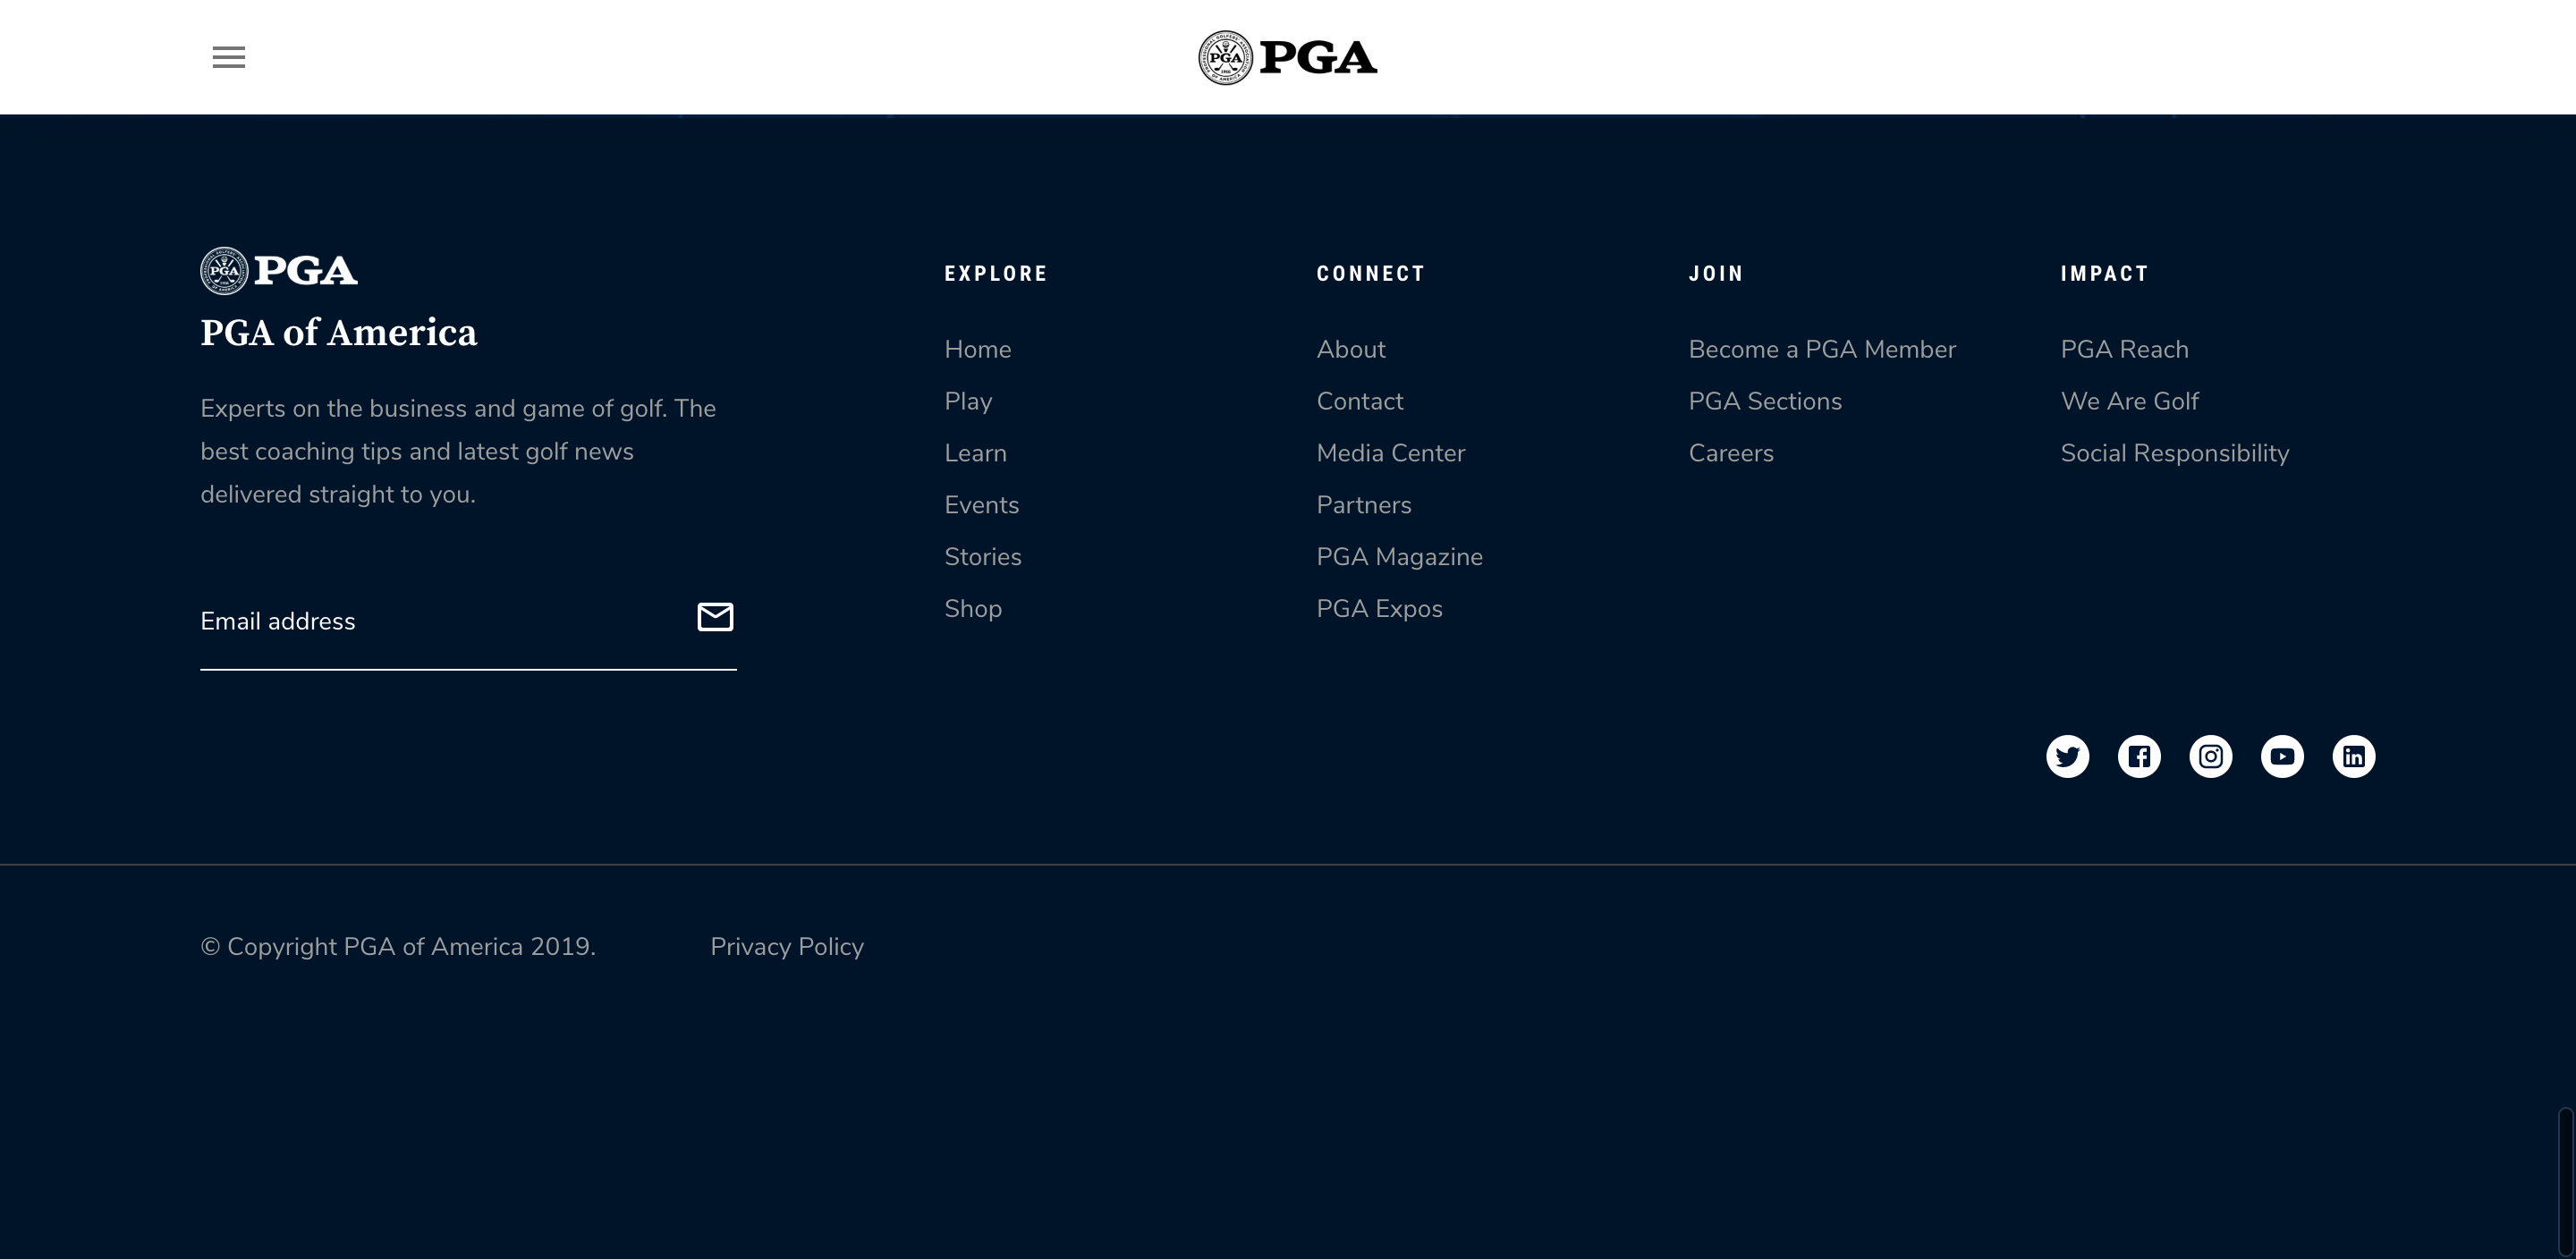 PGA
PGA
PGA
PGA
PGA of America
Experts on the business and game of golf. The
best coaching tips and latest golf news
delivered straight to you.
Email address
EXPLORE
Home
Play
Learn
Events
Stories
Shop
CONNECT
About
Contact
Media Center
Partners
PGA Magazine
PGA Expos
JOIN
Become a PGA Member
PGA Sections
Careers
IMPACT
PGA Reach
We Are Golf
Social Responsibility
© Copyright PGA of America 2019.
Privacy Policy